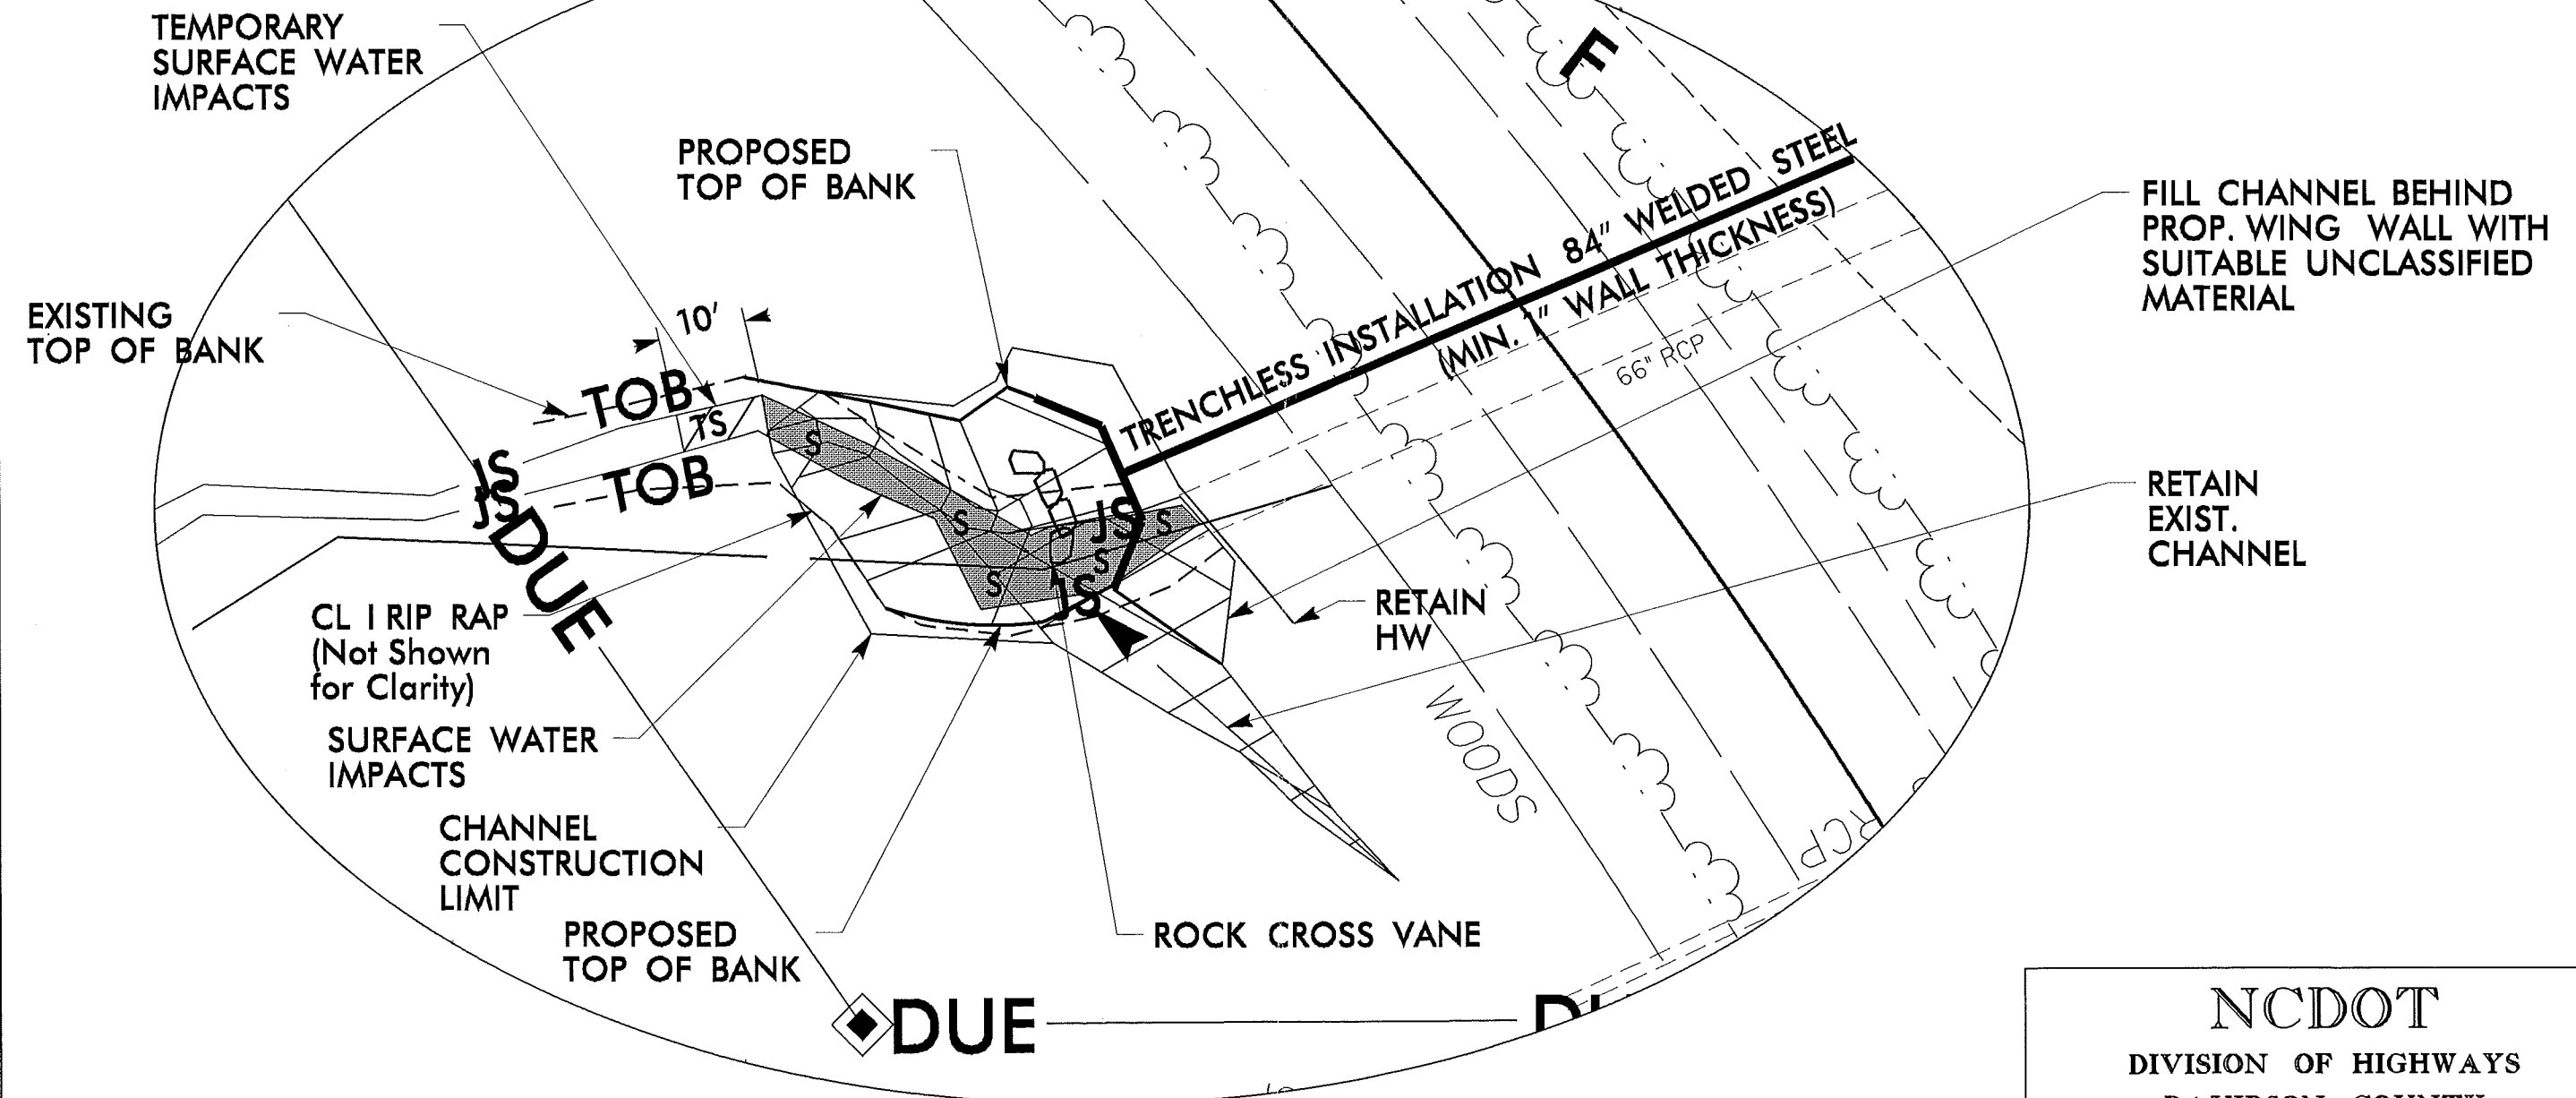 TEMPORARY
SURFACE WATER
IMPACTS
F
PROPOSED
TOP OF BANK
TRENCHLESS INSTALLATION 84" WELDED STEEL
(MIN. 1" WALL THICKNESS)
66" RCP
FILL CHANNEL BEHIND
PROP. WING WALL WITH
SUITABLE UNCLASSIFIED
MATERIAL
EXISTING
TOP OF BANK
10'
TOB
TS
S
JS
JS
TOB
S
JS
S
S
S
JS
DUE
RETAIN
EXIST.
CHANNEL
CL I RIP RAP
(Not Shown
for Clarity)
RETAIN
HW
SURFACE WATER
IMPACTS
WOODS
CHANNEL
CONSTRUCTION
LIMIT
RCP
PROPOSED
TOP OF BANK
ROCK CROSS VANE
DUE
NCDOT
DIVISION OF HIGHWAYS
DAVIDSON COUNTY